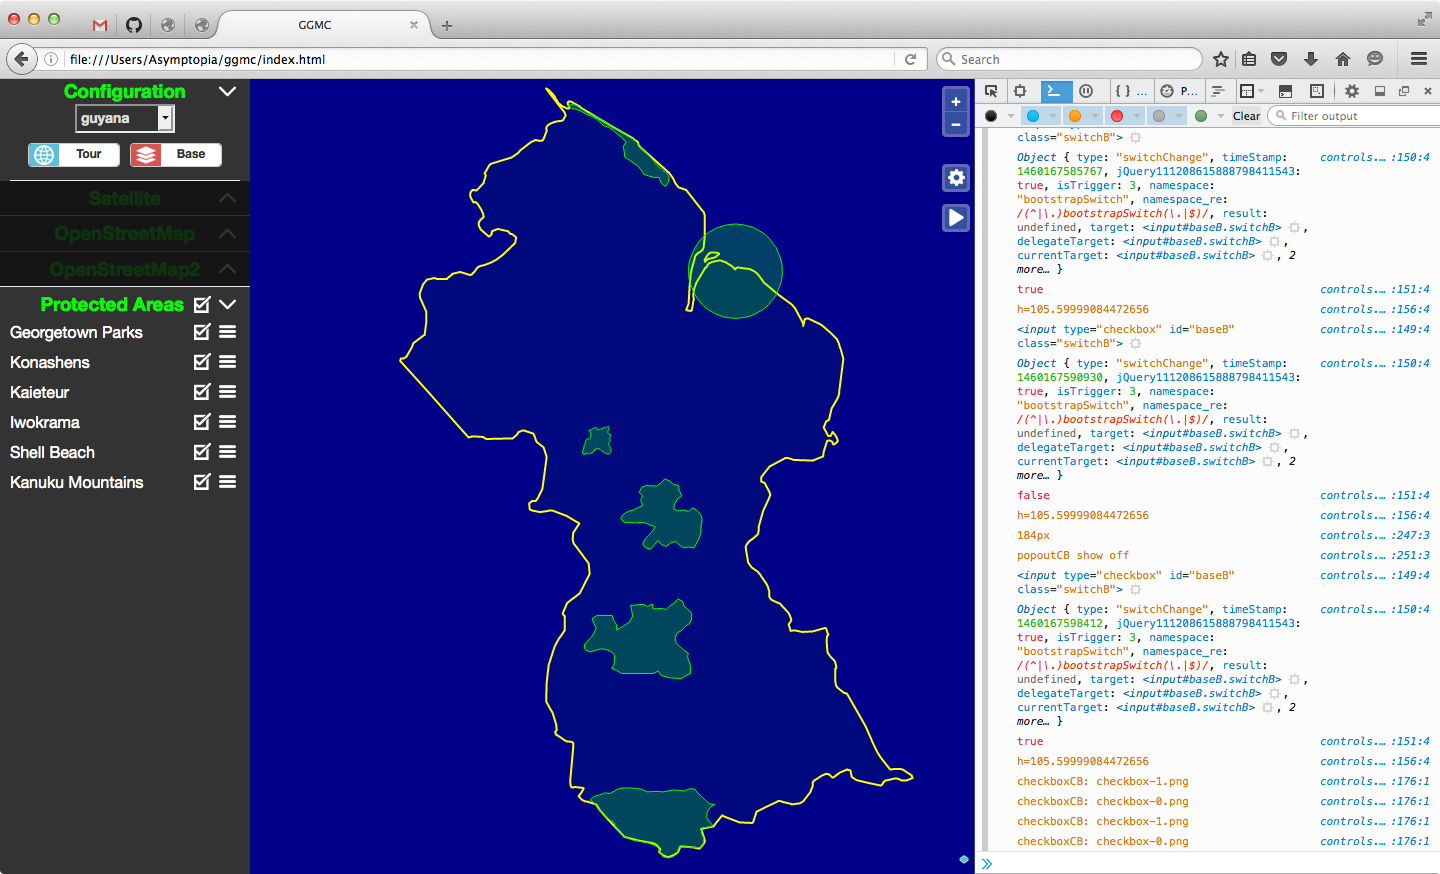 GGMC
file:///Users/Asymptopia/ggmc/index.html
Search
Configuration
guyana
Tour
Base
Satellite
OpenStreetMap
OpenStreetMap2
Protected Areas
Georgetown Parks
Konashens
Kaieteur
Iwokrama
Shell Beach
Kanuku Mountains
+
−
{ } ...
P...
Clear
Filter output
class="switchB">
Object { type: "switchChange", timeStamp: controls.… :150:4
1460167585767, jQuery111208615888798411543:
true, isTrigger: 3, namespace:
"bootstrapSwitch", namespace_re:
/(^|\.)bootstrapSwitch(\.|$)/, result:
undefined, target: <input#baseB.switchB> ,
delegateTarget: <input#baseB.switchB> ,
currentTarget: <input#baseB.switchB> , 2
more… }
true controls.… :151:4
h=105.59999084472656 controls.… :156:4
<input type="checkbox" id="baseB" controls.… :149:4
class="switchB">
Object { type: "switchChange", timeStamp: controls.… :150:4
1460167590930, jQuery111208615888798411543:
true, isTrigger: 3, namespace:
"bootstrapSwitch", namespace_re:
/(^|\.)bootstrapSwitch(\.|$)/, result:
undefined, target: <input#baseB.switchB> ,
delegateTarget: <input#baseB.switchB> ,
currentTarget: <input#baseB.switchB> , 2
more… }
false controls.… :151:4
h=105.59999084472656 controls.… :156:4
184px controls.… :247:3
popoutCB show off controls.… :251:3
<input type="checkbox" id="baseB" controls.… :149:4
class="switchB">
Object { type: "switchChange", timeStamp: controls.… :150:4
1460167598412, jQuery111208615888798411543:
true, isTrigger: 3, namespace:
"bootstrapSwitch", namespace_re:
/(^|\.)bootstrapSwitch(\.|$)/, result:
undefined, target: <input#baseB.switchB> ,
delegateTarget: <input#baseB.switchB> ,
currentTarget: <input#baseB.switchB> , 2
more… }
true controls.… :151:4
h=105.59999084472656 controls.… :156:4
checkboxCB: checkbox-1.png controls.… :176:1
checkboxCB: checkbox-0.png controls.… :176:1
checkboxCB: checkbox-1.png controls.… :176:1
checkboxCB: checkbox-0.png controls.… :176:1